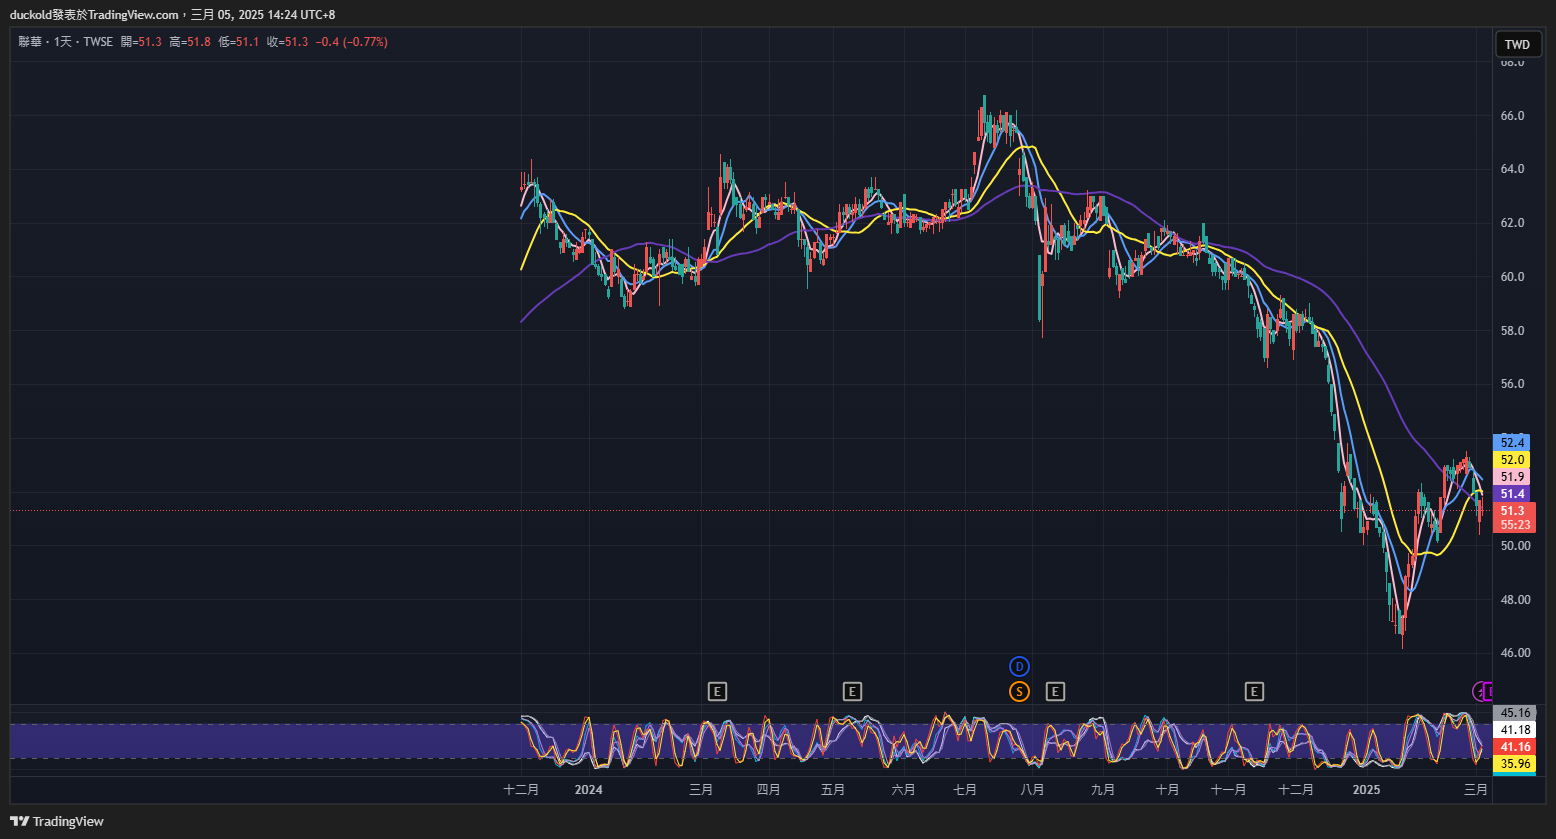 duckold發表於TradingView.com，三月 05, 2025 14:24 UTC+8
聯華 · 1天 · TWSE 開=51.3 高=51.8 低=51.1 收=51.3 −0.4 (−0.77%)
TWD
68.0
66.0
64.0
62.0
60.0
58.0
56.0
52.4
52.0
51.9
51.4
51.3
55:23
50.00
48.00
46.00
D
E E S E E
45.16
41.18
41.16
35.96
十二月 2024 三月 四月 五月 六月 七月 八月 九月 十月 十一月 十二月 2025 三月
TradingView